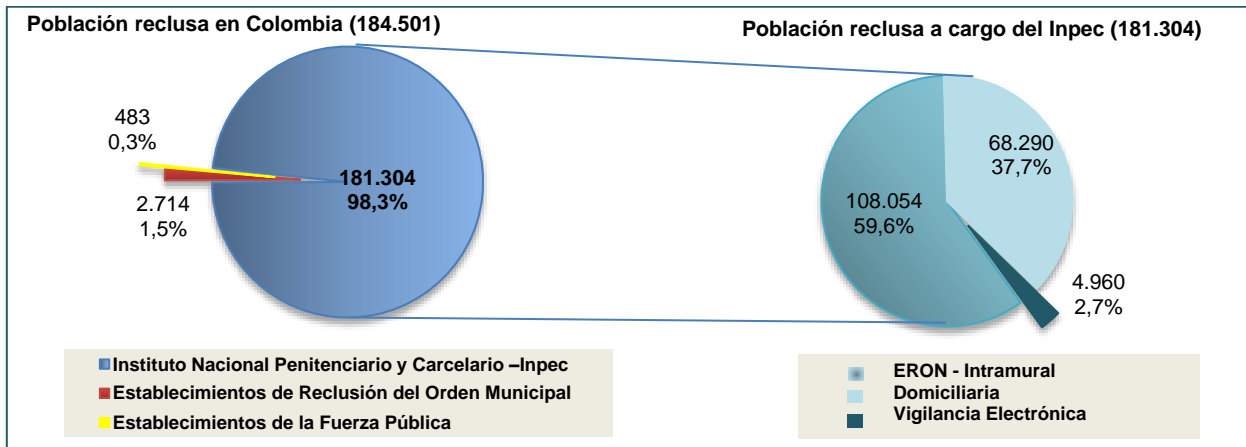 Población reclusa en Colombia (184.501)
483
0,3%
2.714
1,5%
181.304
98,3%
Instituto Nacional Penitenciario y Carcelario –Inpec
Establecimientos de Reclusión del Orden Municipal
Establecimientos de la Fuerza Pública
Población reclusa a cargo del Inpec (181.304)
68.290
37,7%
108.054
59,6%
4.960
2,7%
ERON - Intramural
Domiciliaria
Vigilancia Electrónica